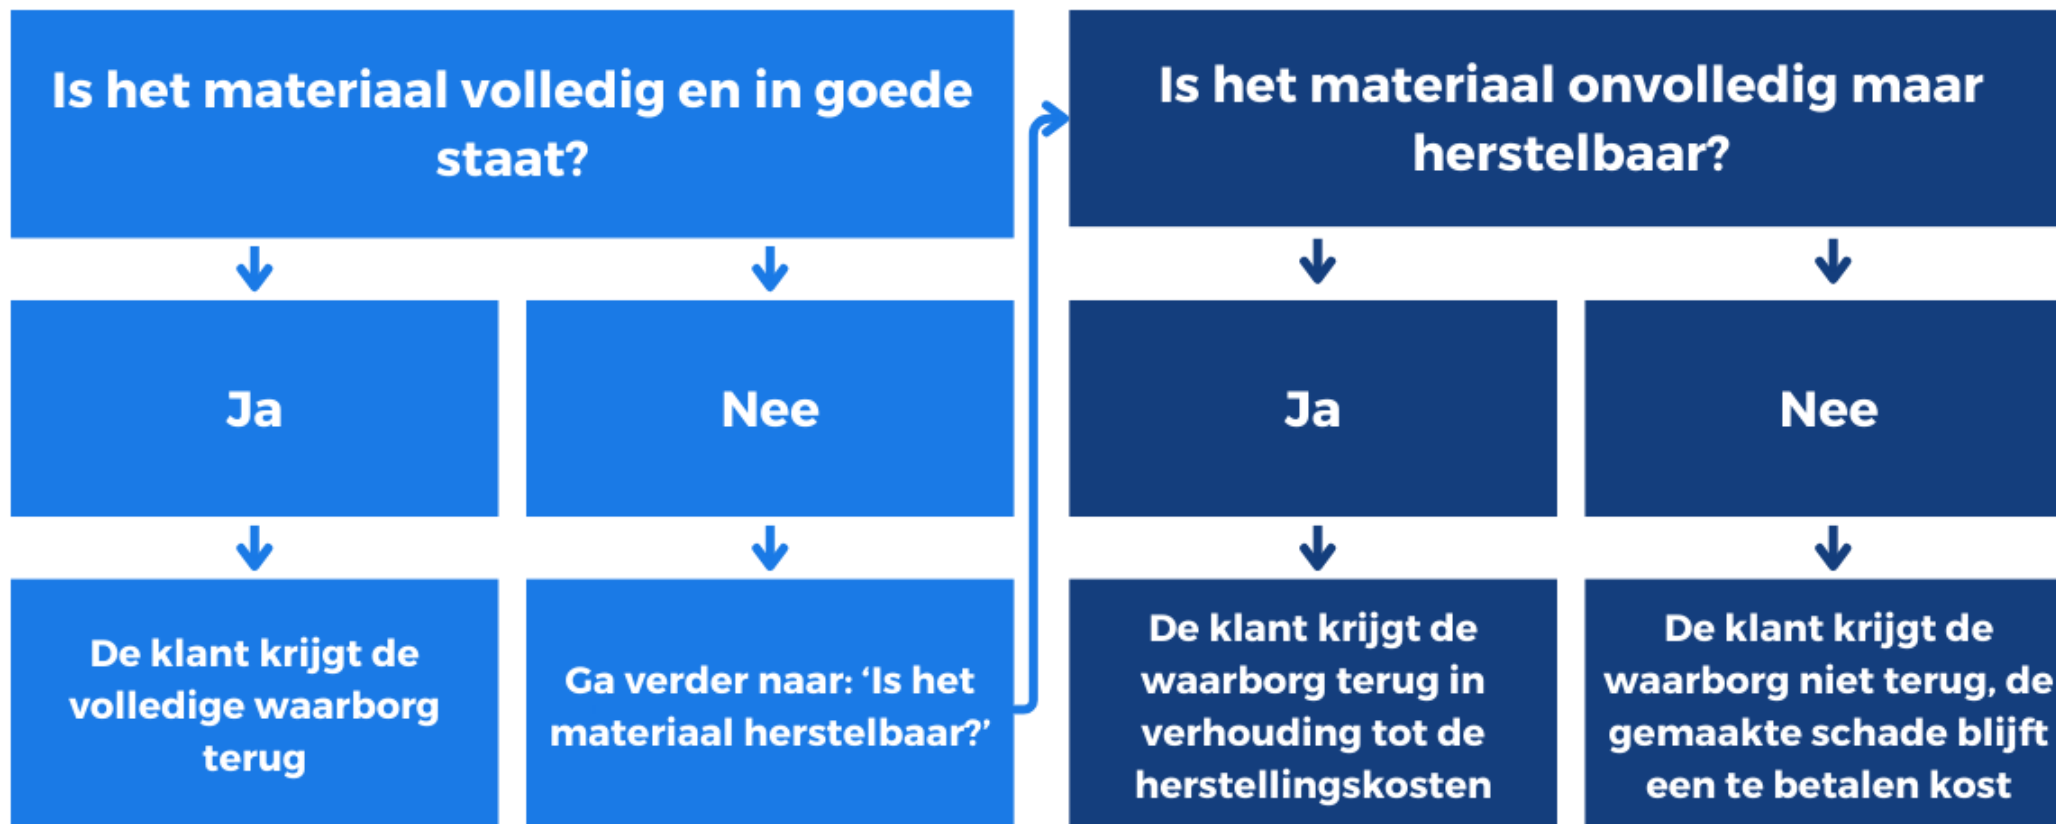 Is het materiaal volledig en in goede
staat?
Ja
Nee
De klant krijgt de
volledige waarborg
terug
Ga verder naar: ‘Is het
materiaal herstelbaar?’
Is het materiaal onvolledig maar
herstelbaar?
Ja
Nee
De klant krijgt de
waarborg terug in
verhouding tot de
herstellingskosten
De klant krijgt de
waarborg niet terug, de
gemaakte schade blijft
een te betalen kost